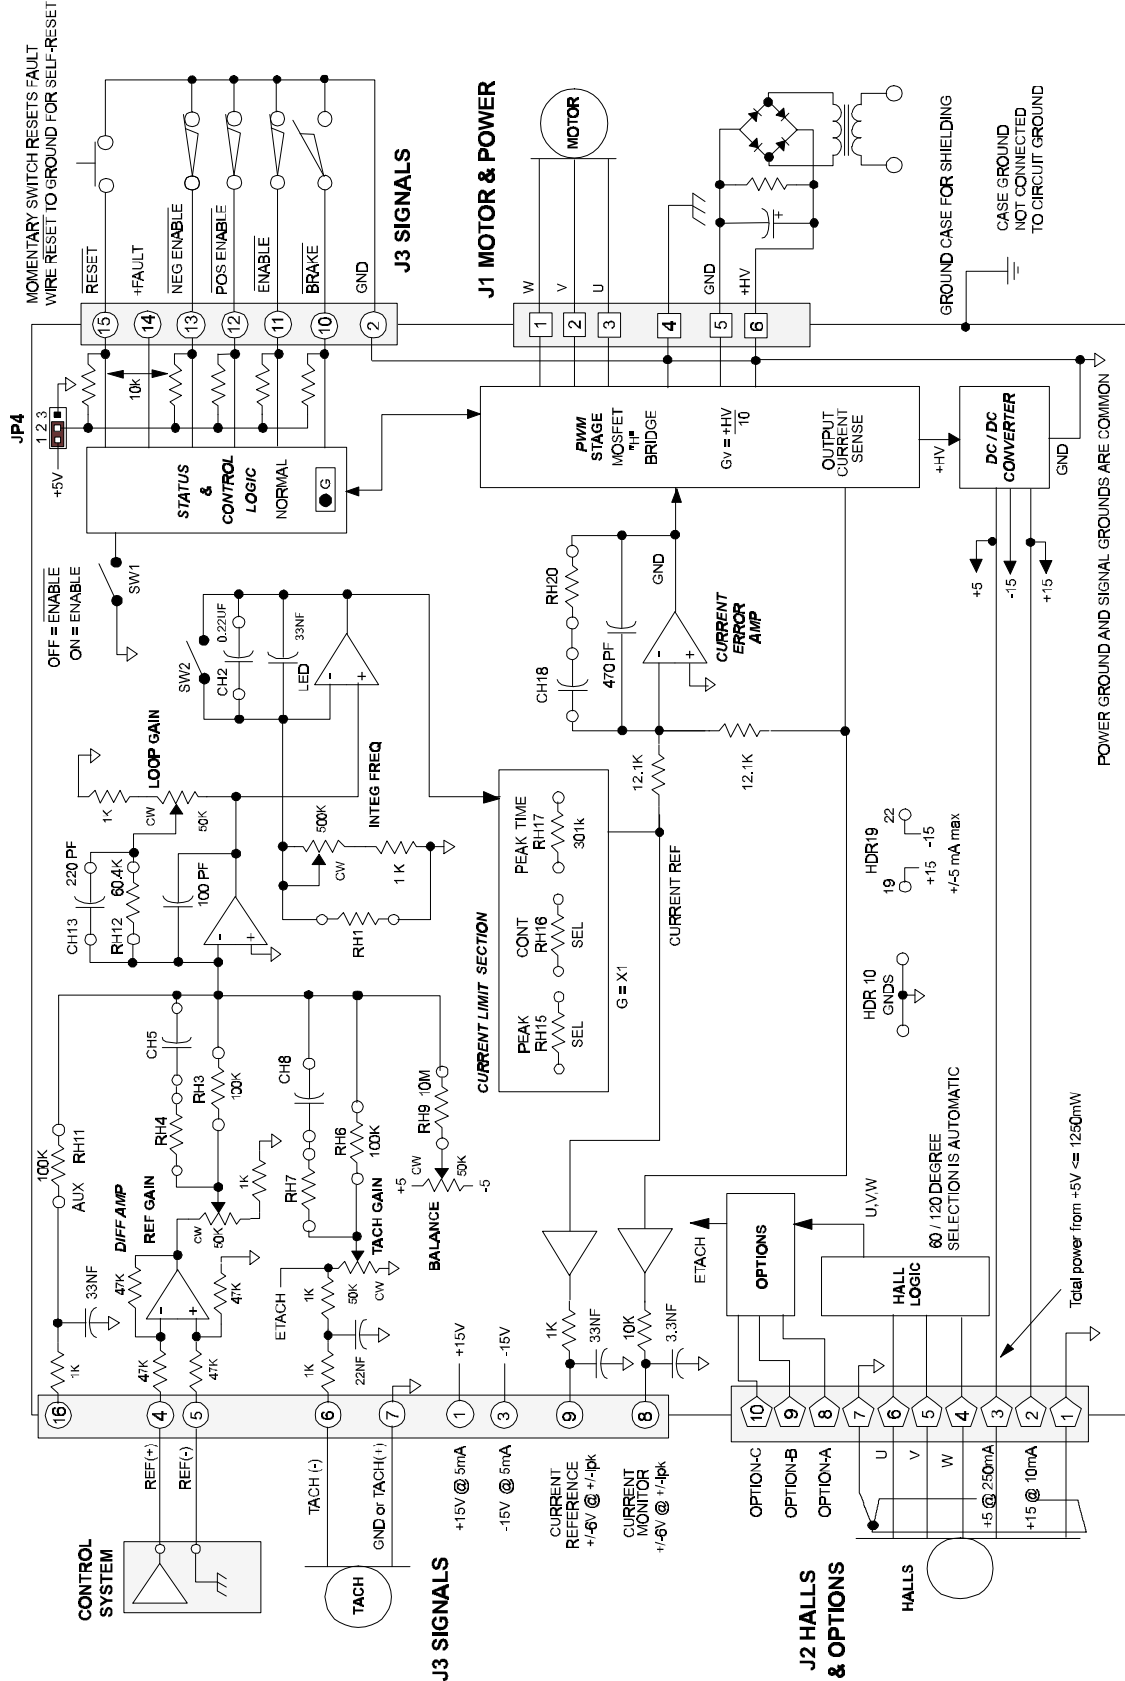 MOMENTARY SWITCH RESETS FAULT
WIRE RESET TO GROUND FOR SELF-RESET
RESET
+FAULT
NEG ENABLE
POS ENABLE
ENABLE
BRAKE
GND
J3 SIGNALS
15
14
13
12
11
10
2
10k
JP4
1 2 3
+5V
STATUS
&
CONTROL
LOGIC
NORMAL
G
OFF = ENABLE
ON = ENABLE
SW1
J1 MOTOR & POWER
MOTOR
W
V
U
GND
+HV
1
2
3
4
5
6
+
GROUND CASE FOR SHIELDING
CASE GROUND
NOT CONNECTED
TO CIRCUIT GROUND
PWM
STAGE
MOSFET
"H"
BRIDGE
Gv = +HV
10
OUTPUT
CURRENT
SENSE
+HV
DC / DC
CONVERTER
GND
+5
-15
+15
POWER GROUND AND SIGNAL GROUNDS ARE COMMON
SW2
CH2
0.22UF
33NF
LED
-
+
LOOP GAIN
1K
CW
50K
INTEG FREQ
500K
CW
1 K
RH1
CH13
220 PF
RH12
60.4K
100 PF
-
+
CH18
RH20
470 PF
GND
-
+
CURRENT
ERROR
AMP
12.1K
12.1K
CURRENT LIMIT SECTION
PEAK
RH15
SEL
CONT
RH16
SEL
PEAK TIME
RH17
301k
G = X1
CURRENT REF
HDR19
19
22
+15
-15
+/-5 mA max
HDR 10
GNDS
100K
AUX
RH11
33NF
1K
DIFF AMP
REF GAIN
47K
47K
47K
47K
-
+
CW
50K
1K
RH4
CH5
RH3
100K
RH7
CH8
RH6
100K
TACH GAIN
ETACH
1K
1K
50K
CW
22NF
BALANCE
+5
CW
50K
-5
RH9 10M
+15V
-15V
1K
33NF
10K
3.3NF
16
4
5
6
7
1
3
9
8
REF(+)
REF(-)
CONTROL
SYSTEM
TACH (-)
GND or TACH(+)
TACH
+15V @ 5mA
-15V @ 5mA
CURRENT
REFERENCE
+/-6V @ +/-Ipk
CURRENT
MONITOR
+/-6V @ +/-Ipk
J3 SIGNALS
ETACH
OPTIONS
U,V,W
HALL
LOGIC
60 / 120 DEGREE
SELECTION IS AUTOMATIC
Total power from +5V <= 1250mW
10
9
8
7
6
5
4
3
2
1
OPTION-C
OPTION-B
OPTION-A
U
V
W
+5 @ 250mA
+15 @ 10mA
HALLS
J2 HALLS
& OPTIONS